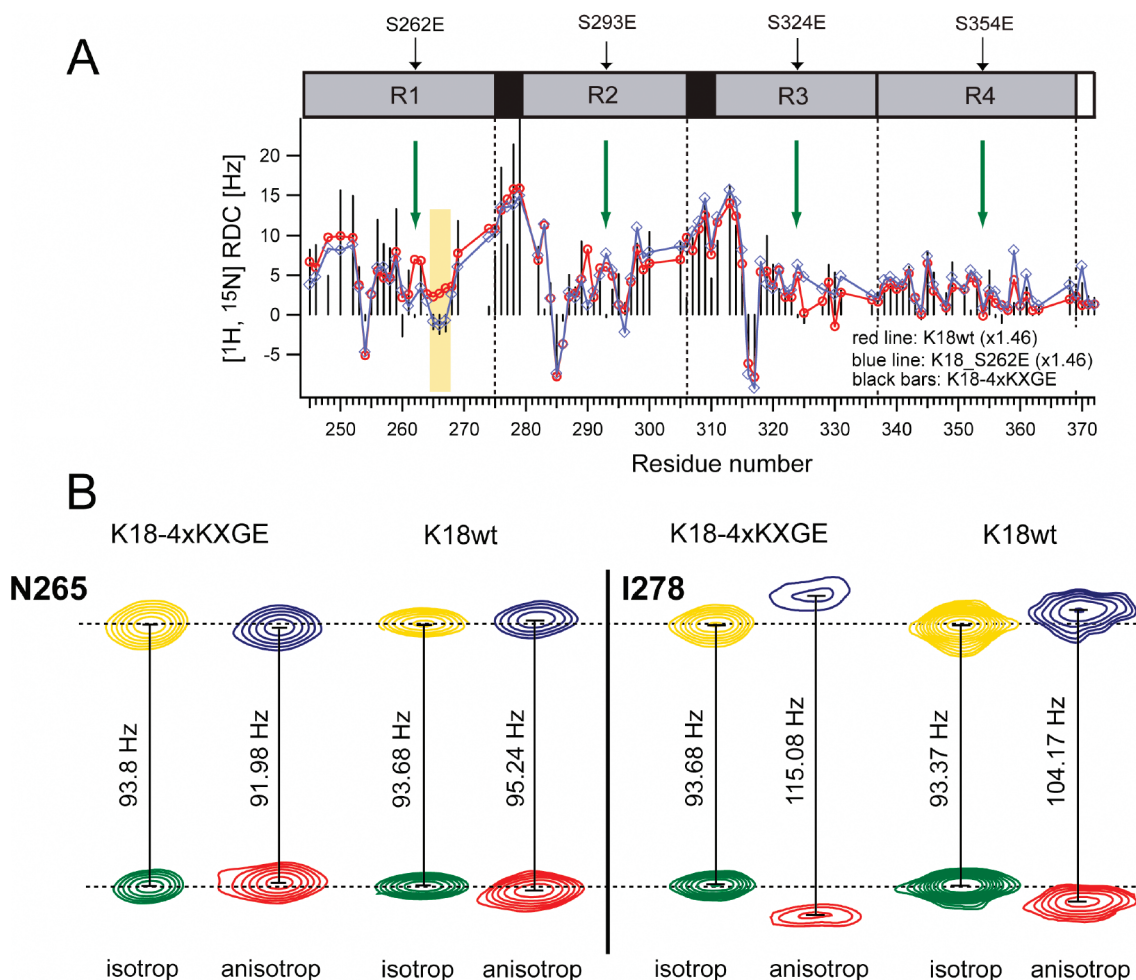 A
S262E S293E S324E S354E
R1 R2 R3 R4
[¹H, ¹⁵N] RDC [Hz]
20
15
10
5
0
-5
red line: K18wt (x1.46)
blue line: K18_S262E (x1.46)
black bars: K18-4xKXGE
250 260 270 280 290 300 310 320 330 340 350 360 370
Residue number
B
K18-4xKXGE K18wt K18-4xKXGE K18wt
N265 I278
93.8 Hz 91.98 Hz 93.68 Hz 95.24 Hz 93.68 Hz 115.08 Hz 93.37 Hz 104.17 Hz
isotrop anisotrop isotrop anisotrop isotrop anisotrop isotrop anisotrop